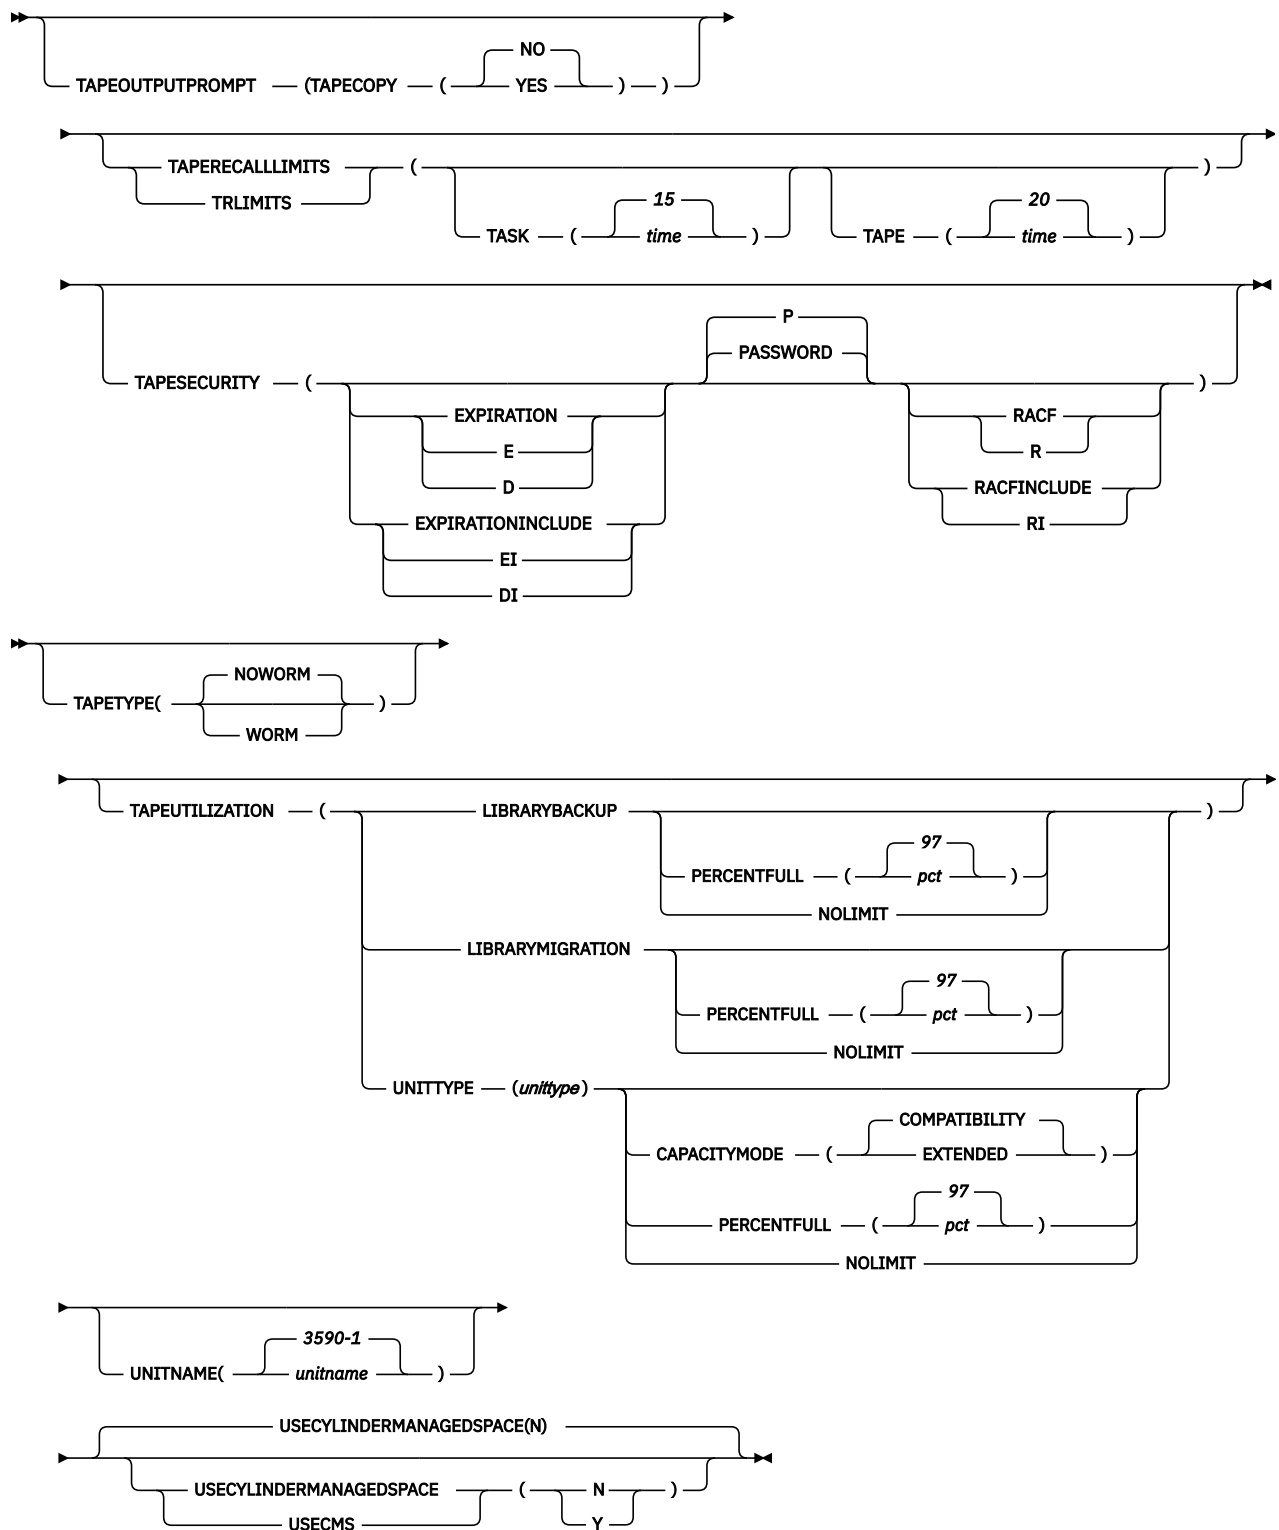 NO
TAPEOUTPUTPROMPT (TAPECOPY ( YES ) )
TAPERECALLLIMITS ( )
TRLIMITS
15 20
TASK ( time ) TAPE ( time )
P
PASSWORD
TAPESECURITY ( )
EXPIRATION RACF
E R
D RACFINCLUDE
EXPIRATIONINCLUDE RI
EI
DI
NOWORM
TAPETYPE( )
WORM
TAPEUTILIZATION ( LIBRARYBACKUP )
97
PERCENTFULL ( pct )
NOLIMIT
LIBRARYMIGRATION
97
PERCENTFULL ( pct )
NOLIMIT
UNITTYPE (unittype)
COMPATIBILITY
CAPACITYMODE ( EXTENDED )
97
PERCENTFULL ( pct )
NOLIMIT
3590-1
UNITNAME( unitname )
USECYLINDERMANAGEDSPACE(N)
USECYLINDERMANAGEDSPACE ( N )
USECMS Y